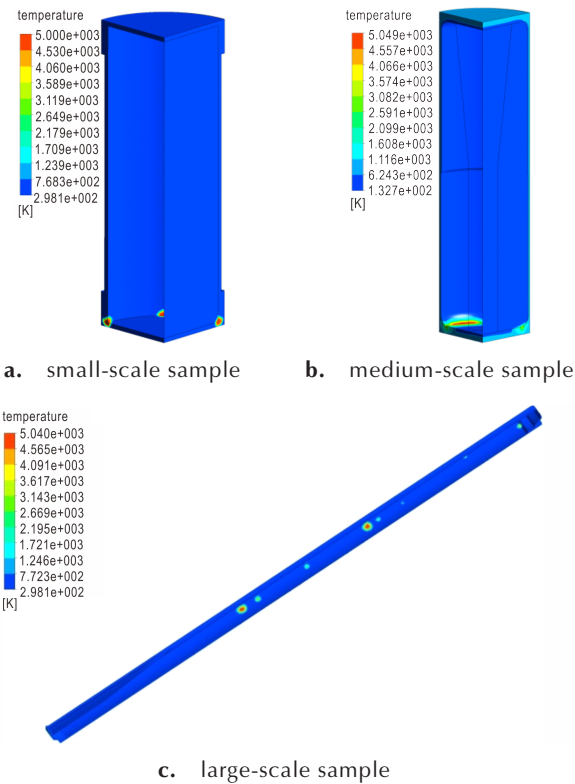 temperature
5.000e+003
4.530e+003
4.060e+003
3.589e+003
3.119e+003
2.649e+003
2.179e+003
1.709e+003
1.239e+003
7.683e+002
2.981e+002
[K]
temperature
5.049e+003
4.557e+003
4.066e+003
3.574e+003
3.082e+003
2.591e+003
2.099e+003
1.608e+003
1.116e+003
6.243e+002
1.327e+002
[K]
a. small-scale sample
b. medium-scale sample
temperature
5.040e+003
4.565e+003
4.091e+003
3.617e+003
3.143e+003
2.669e+003
2.195e+003
1.721e+003
1.246e+003
7.723e+002
2.981e+002
[K]
c. large-scale sample